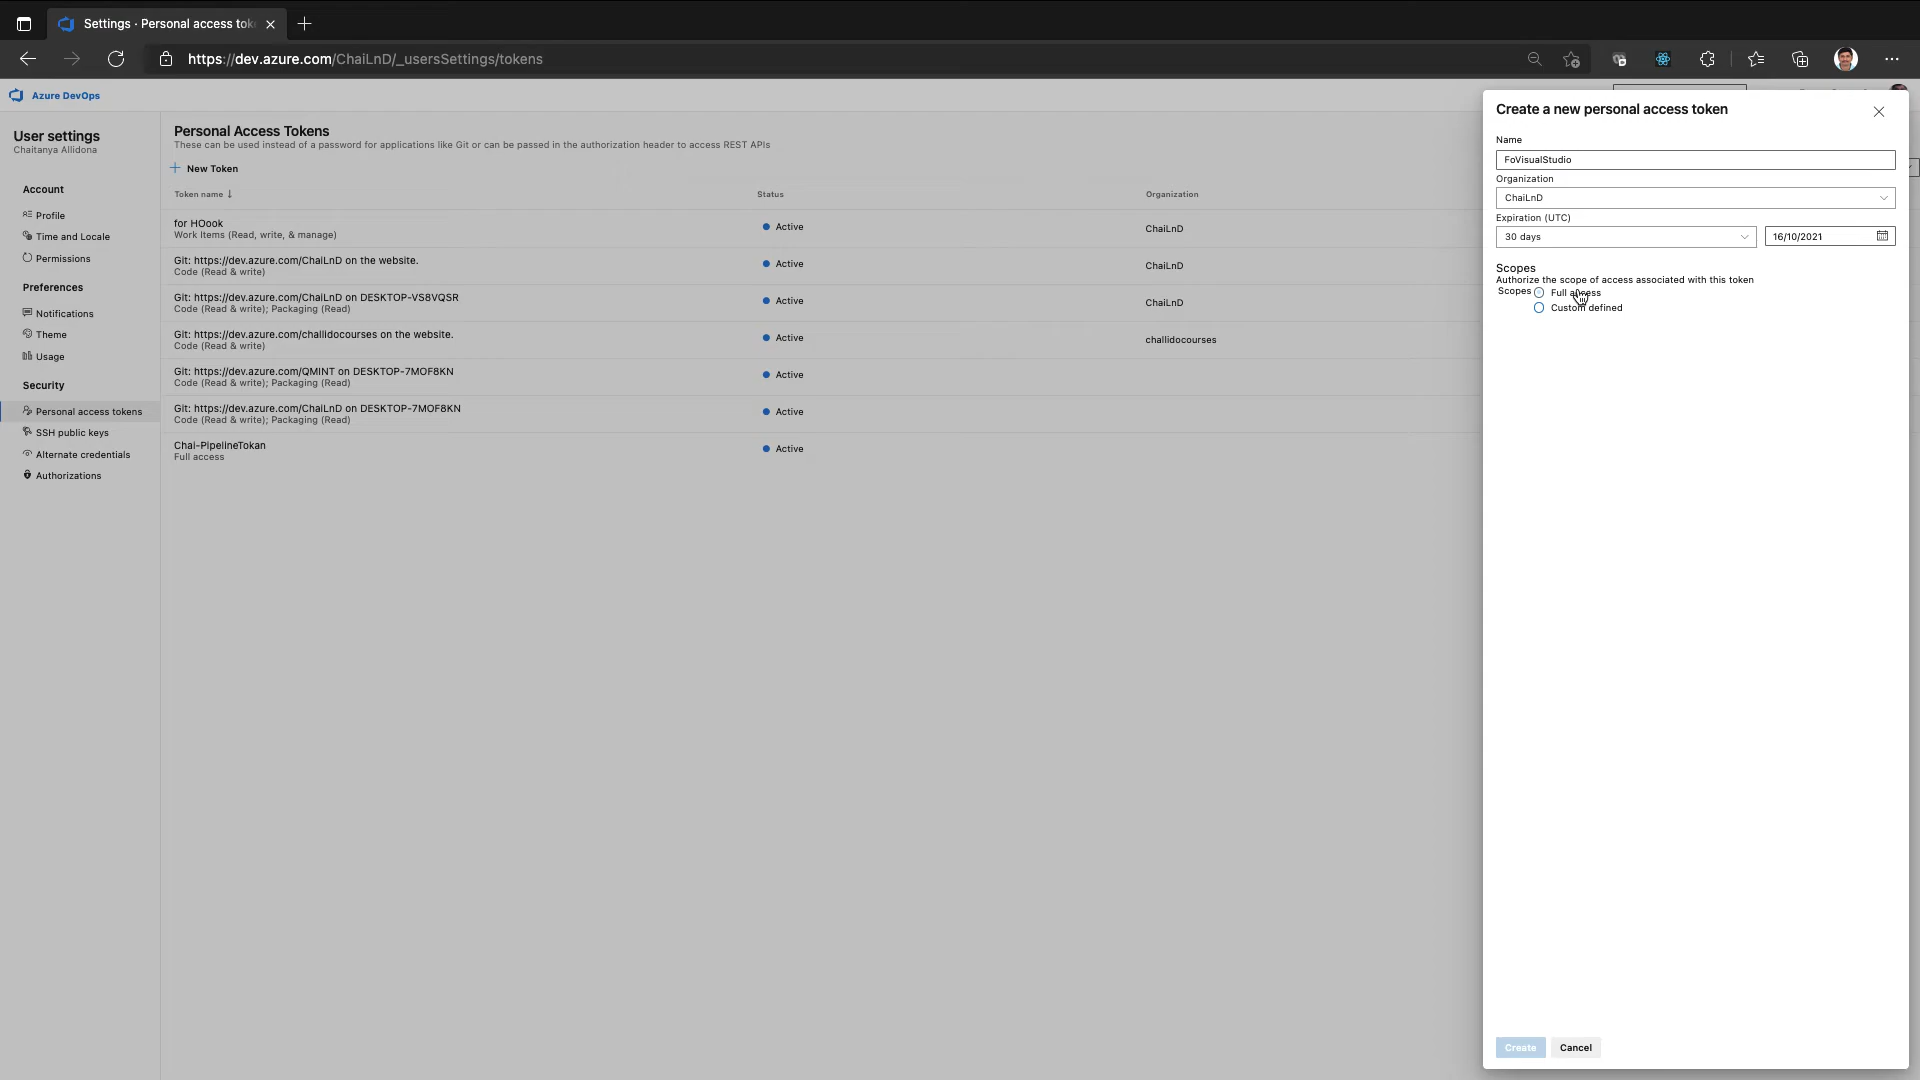 Settings · Personal access tok
https://dev.azure.com/ChaiLnD/_usersSettings/tokens
Azure DevOps
User settings
Chaitanya Allidona
Account
Profile
Time and Locale
Permissions
Preferences
Notifications
Theme
Usage
Security
Personal access tokens
SSH public keys
Alternate credentials
Authorizations
Personal Access Tokens
These can be used instead of a password for applications like Git or can be passed in the authorization header to access REST APIs
New Token
Token name ↓ Status Organization
for HOook
Work Items (Read, write, & manage)
Active
ChaiLnD
Git: https://dev.azure.com/ChaiLnD on the website.
Code (Read & write)
Active
ChaiLnD
Git: https://dev.azure.com/ChaiLnD on DESKTOP-VS8VQSR
Code (Read & write); Packaging (Read)
Active
ChaiLnD
Git: https://dev.azure.com/challidocourses on the website.
Code (Read & write)
Active
challidocourses
Git: https://dev.azure.com/QMINT on DESKTOP-7MOF8KN
Code (Read & write); Packaging (Read)
Active
Git: https://dev.azure.com/ChaiLnD on DESKTOP-7MOF8KN
Code (Read & write); Packaging (Read)
Active
Chai-PipelineTokan
Full access
Active
Create a new personal access token
Name
FoVisualStudio
Organization
ChaiLnD
Expiration (UTC)
30 days 16/10/2021
Scopes
Authorize the scope of access associated with this token
Scopes Full access
Custom defined
Create Cancel